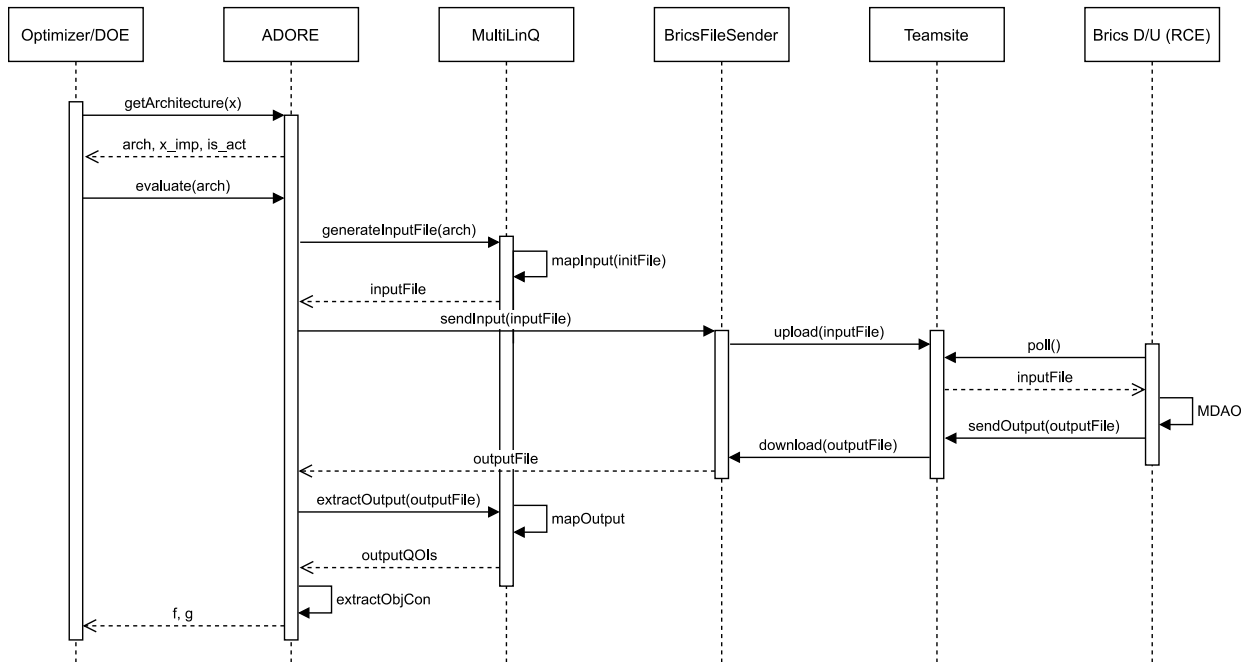 Optimizer/DOE
ADORE
MultiLinQ
BricsFileSender
Teamsite
Brics D/U (RCE)
getArchitecture(x)
arch, x_imp, is_act
evaluate(arch)
generateInputFile(arch)
mapInput(initFile)
inputFile
sendInput(inputFile)
upload(inputFile)
poll()
inputFile
MDAO
sendOutput(outputFile)
download(outputFile)
outputFile
extractOutput(outputFile)
mapOutput
outputQOIs
extractObjCon
f, g